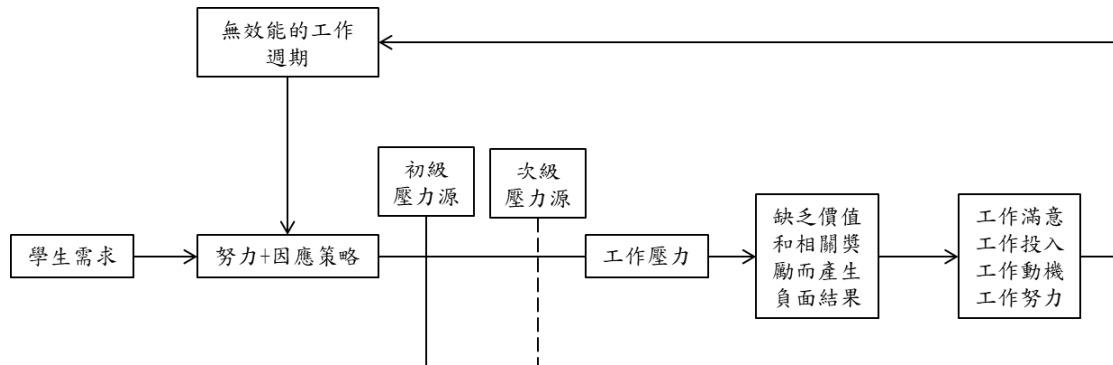 無效能的工作
週期
初級
壓力源
次級
壓力源
學生需求
努力+因應策略
工作壓力
缺乏價值
和相關獎
勵而產生
負面結果
工作滿意
工作投入
工作動機
工作努力